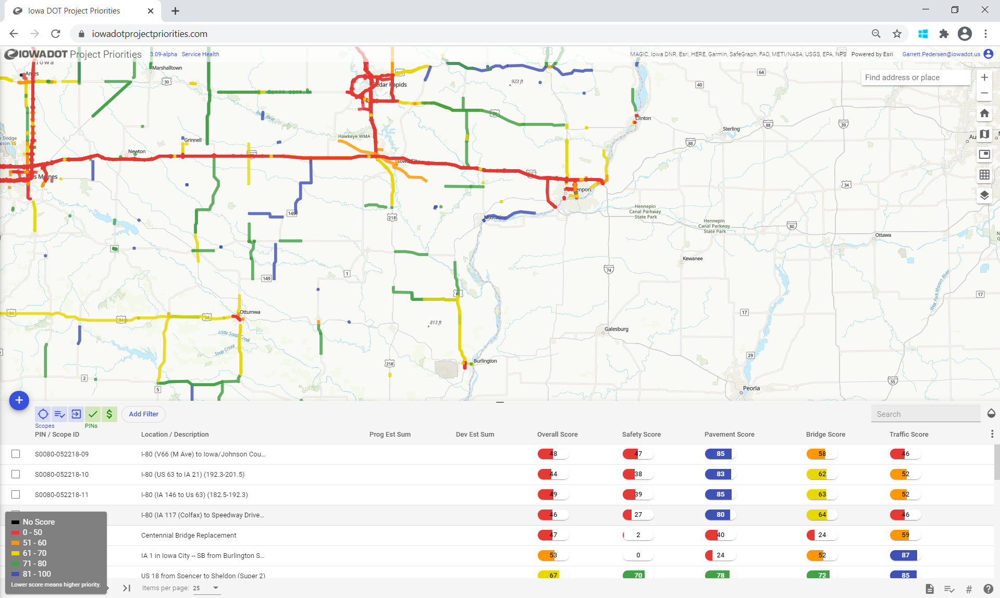 Iowa DOT Project Priorities
iowadotprojectpriorities.com
IOWADOT Project Priorities 3.09-alpha Service Health
MAGIC, Iowa DNR, Esri, HERE, Garmin, SafeGraph, FAO, METI/NASA, USGS, EPA, NPS Powered by Esri Garrett.Pedersen@iowadot.us
Iowa
Ames
Marshalltown
30
Cedar Rapids
923 ft
64
40
Find address or place
Iowa River
Clinton
Sterling
88
39
Hawkeye WMA
Grinnell
88
Newton
Iowa City
Des Moines
Davenport
34
149
218
Muscatine
Hennepin
Canal Parkway
State Park
Hennepin
Canal Parkway
State Park
80
Ottawa
Kewanee
74
1
149
West Fork Mazon River
17
17
34
34
34
Ottumwa
813 ft
Galesburg
Little Soap Creek
Soap Creek
29
218
Burlington
2
5
55
Peoria
Scopes PINs
Add Filter
Search
PIN / Scope ID Location / Description Prog Est Sum Dev Est Sum Overall Score Safety Score Pavement Score Bridge Score Traffic Score
S0080-052218-09 I-80 (V66 (M Ave) to Iowa/Johnson Cou... 48 47 85 58 46
S0080-052218-10 I-80 (US 63 to IA 21) (192.3-201.5) 44 38 83 62 52
S0080-052218-11 I-80 (IA 146 to Us 63) (182.5-192.3) 49 39 85 63 52
I-80 (IA 117 (Colfax) to Speedway Drive... 46 27 80 64 46
Centennial Bridge Replacement 47 2 40 24 59
IA 1 in Iowa City -- SB from Burlington S... 53 0 24 52 87
US 18 from Spencer to Sheldon (Super 2) 67 70 78 72 85
No Score
0 - 50
51 - 60
61 - 70
71 - 80
81 - 100
Lower score means higher priority.
Items per page: 25